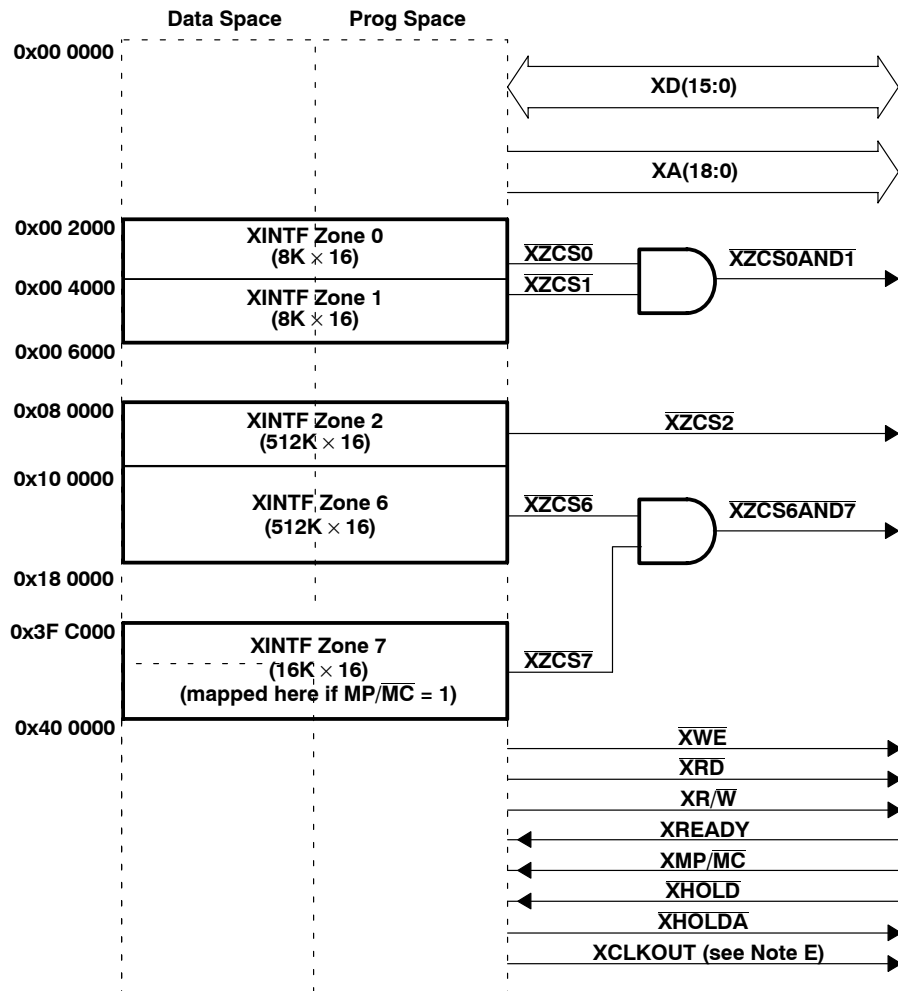 Data Space Prog Space
0x00 0000
XD(15:0)
XA(18:0)
0x00 2000
XINTF Zone 0
(8K × 16)
XZCS0
XZCS0AND1
0x00 4000
XINTF Zone 1
(8K × 16)
XZCS1
0x00 6000
0x08 0000
XINTF Zone 2
(512K × 16)
XZCS2
0x10 0000
XINTF Zone 6
(512K × 16)
XZCS6
XZCS6AND7
0x18 0000
0x3F C000
XINTF Zone 7
(16K × 16)
(mapped here if MP/M̅C̅ = 1)
XZCS7
0x40 0000
XWE
XRD
XR/W̅
XREADY
XMP/M̅C̅
XHOLD
XHOLDA
XCLKOUT (see Note E)